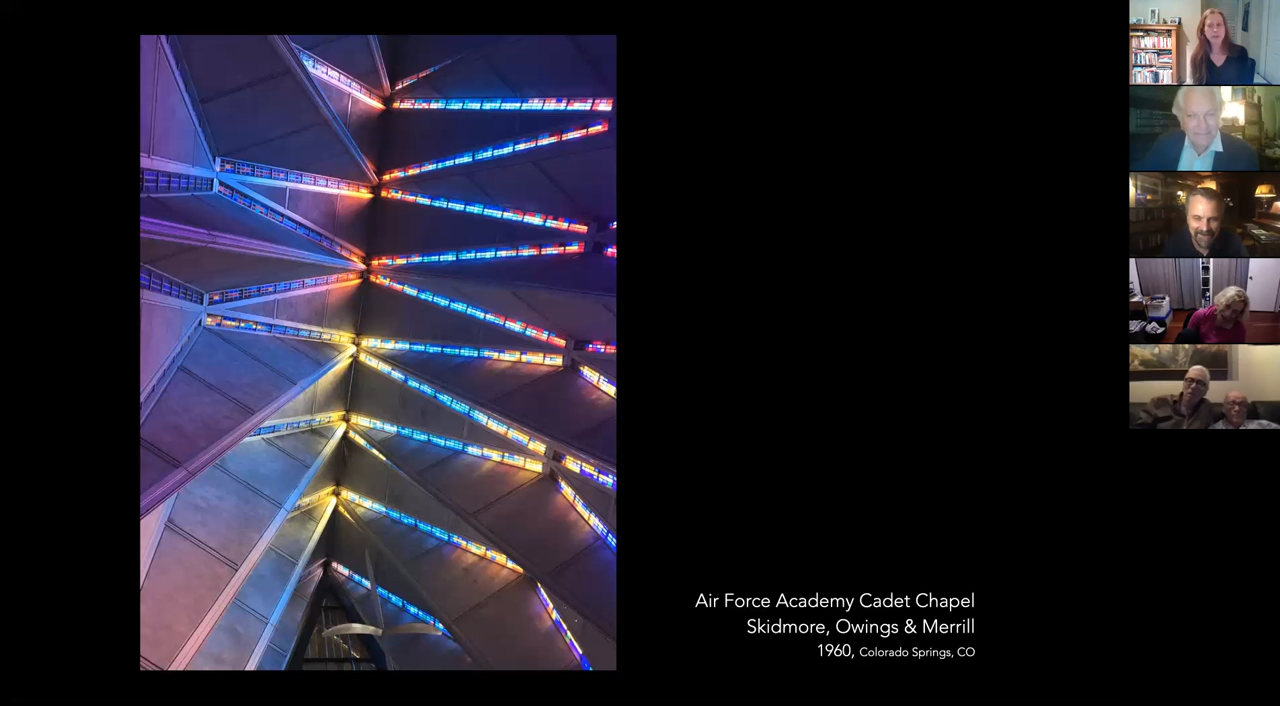 Air Force Academy Cadet Chapel
Skidmore, Owings & Merrill
1960, Colorado Springs, CO